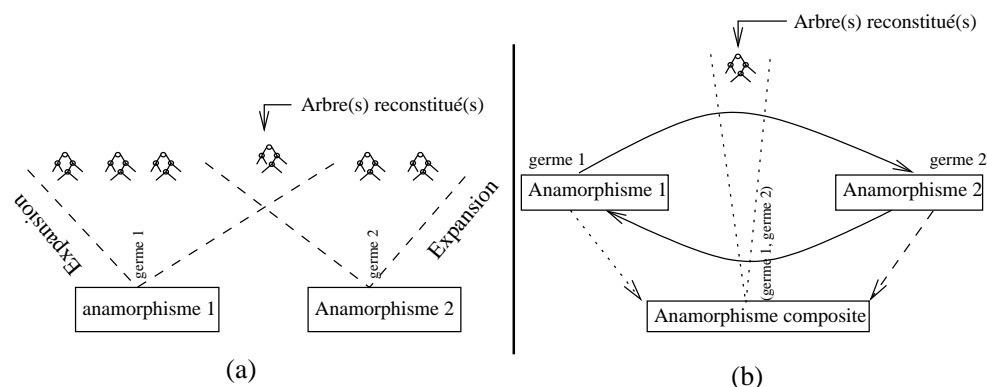 Arbre(s) reconstitué(s)
Expansion
germe 1
germe 2
Expansion
anamorphisme 1
Anamorphisme 2
(a)
Arbre(s) reconstitué(s)
germe 1
germe 2
Anamorphisme 1
Anamorphisme 2
(germe 1, germe 2)
Anamorphisme composite
(b)